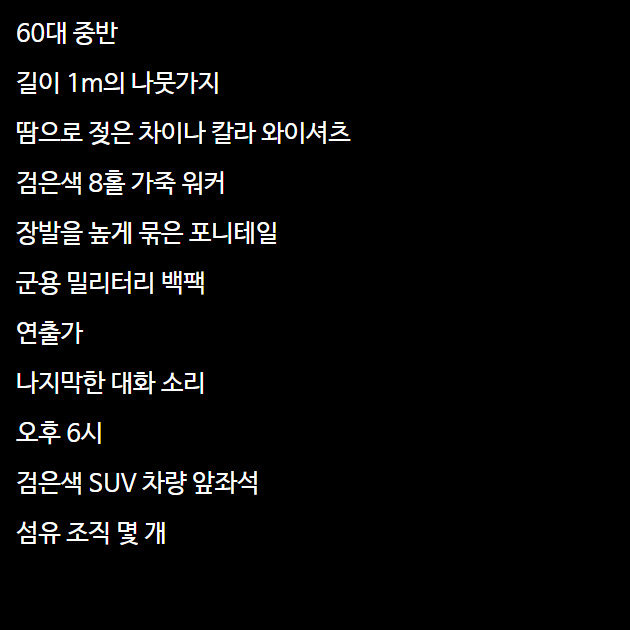 60대 중반
길이 1m의 나뭇가지
땀으로 젖은 차이나 칼라 와이셔츠
검은색 8홀 가죽 워커
장발을 높게 묶은 포니테일
군용 밀리터리 백팩
연출가
나지막한 대화 소리
오후 6시
검은색 SUV 차량 앞좌석
섬유 조직 몇 개